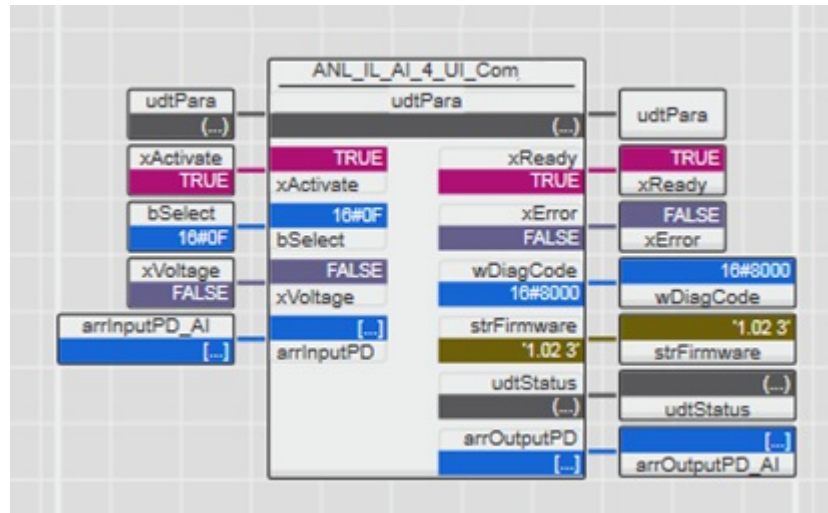 ANL_IL_AI_4_UI_Com
udtPara
(...)
udtPara
(...)
udtPara
xActivate
TRUE
TRUE
xActivate
xReady
TRUE
TRUE
xReady
bSelect
16#0F
16#0F
bSelect
xError
FALSE
FALSE
xError
xVoltage
FALSE
FALSE
xVoltage
wDiagCode
16#8000
16#8000
wDiagCode
arrInputPD_AI
[...]
[...]
arrInputPD
strFirmware
'1.02 3'
'1.02 3'
strFirmware
udtStatus
(...)
(...)
udtStatus
arrOutputPD
[...]
[...]
arrOutputPD_AI